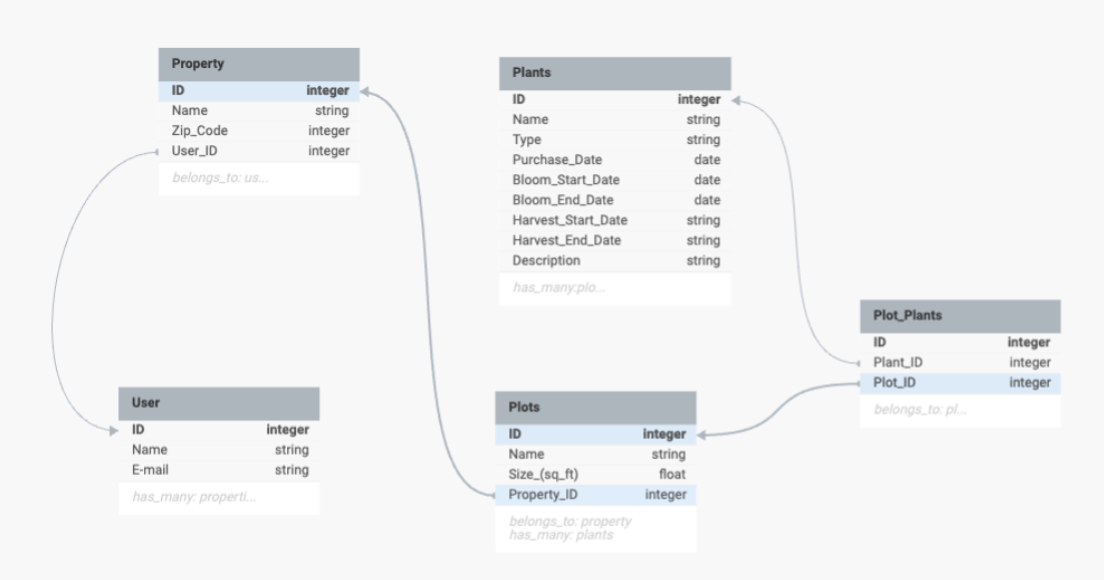 Property
ID integer
Name string
Zip_Code integer
User_ID integer
belongs_to: us...
Plants
ID integer
Name string
Type string
Purchase_Date date
Bloom_Start_Date date
Bloom_End_Date date
Harvest_Start_Date string
Harvest_End_Date string
Description string
has_many:plo...
Plot_Plants
ID integer
Plant_ID integer
Plot_ID integer
belongs_to: pl...
User
ID integer
Name string
E-mail string
has_many: properti...
Plots
ID integer
Name string
Size_(sq_ft) float
Property_ID integer
belongs_to: property
has_many: plants